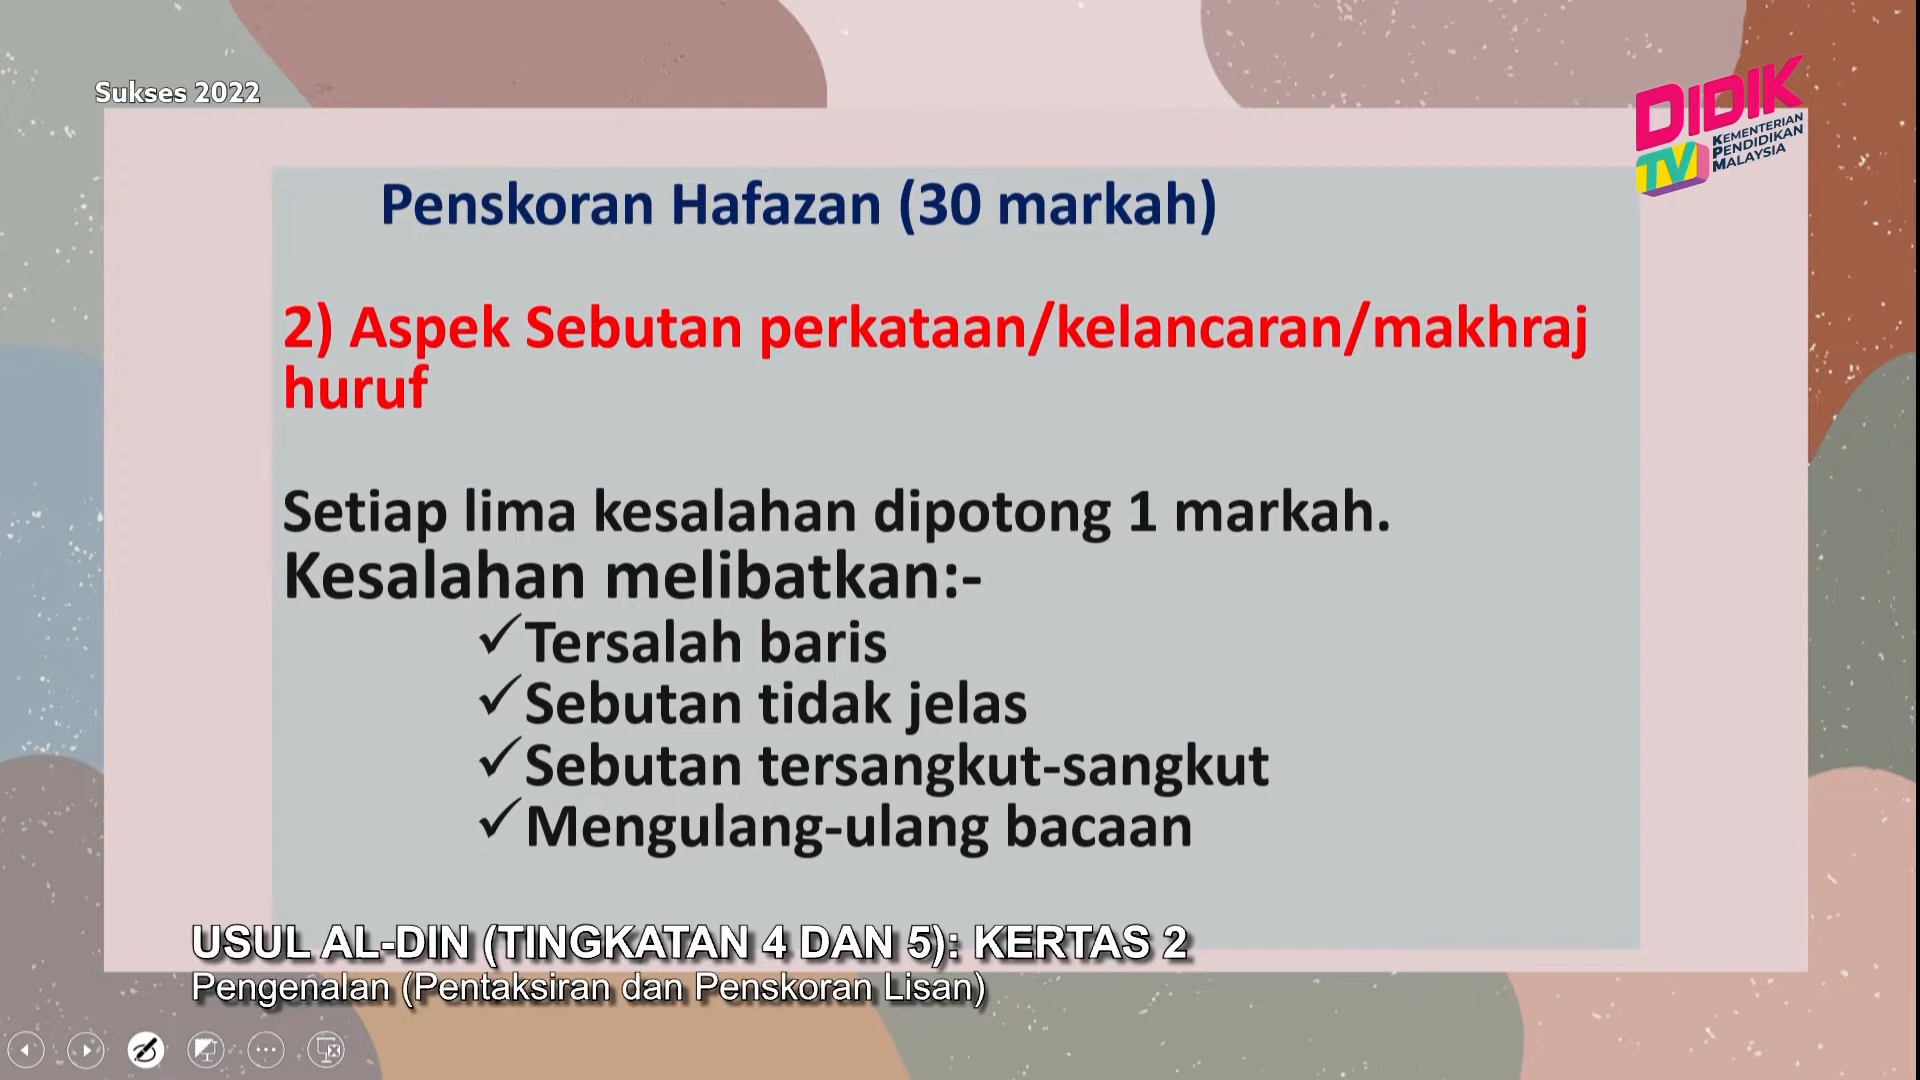 Sukses 2022
DIDIK
TV
KEMENTERIAN
PENDIDIKAN
MALAYSIA
Penskoran Hafazan (30 markah)
2) Aspek Sebutan perkataan/kelancaran/makhraj
huruf
Setiap lima kesalahan dipotong 1 markah.
Kesalahan melibatkan:-
✓Tersalah baris
✓Sebutan tidak jelas
✓Sebutan tersangkut-sangkut
✓Mengulang-ulang bacaan
USUL AL-DIN (TINGKATAN 4 DAN 5): KERTAS 2
Pengenalan (Pentaksiran dan Penskoran Lisan)